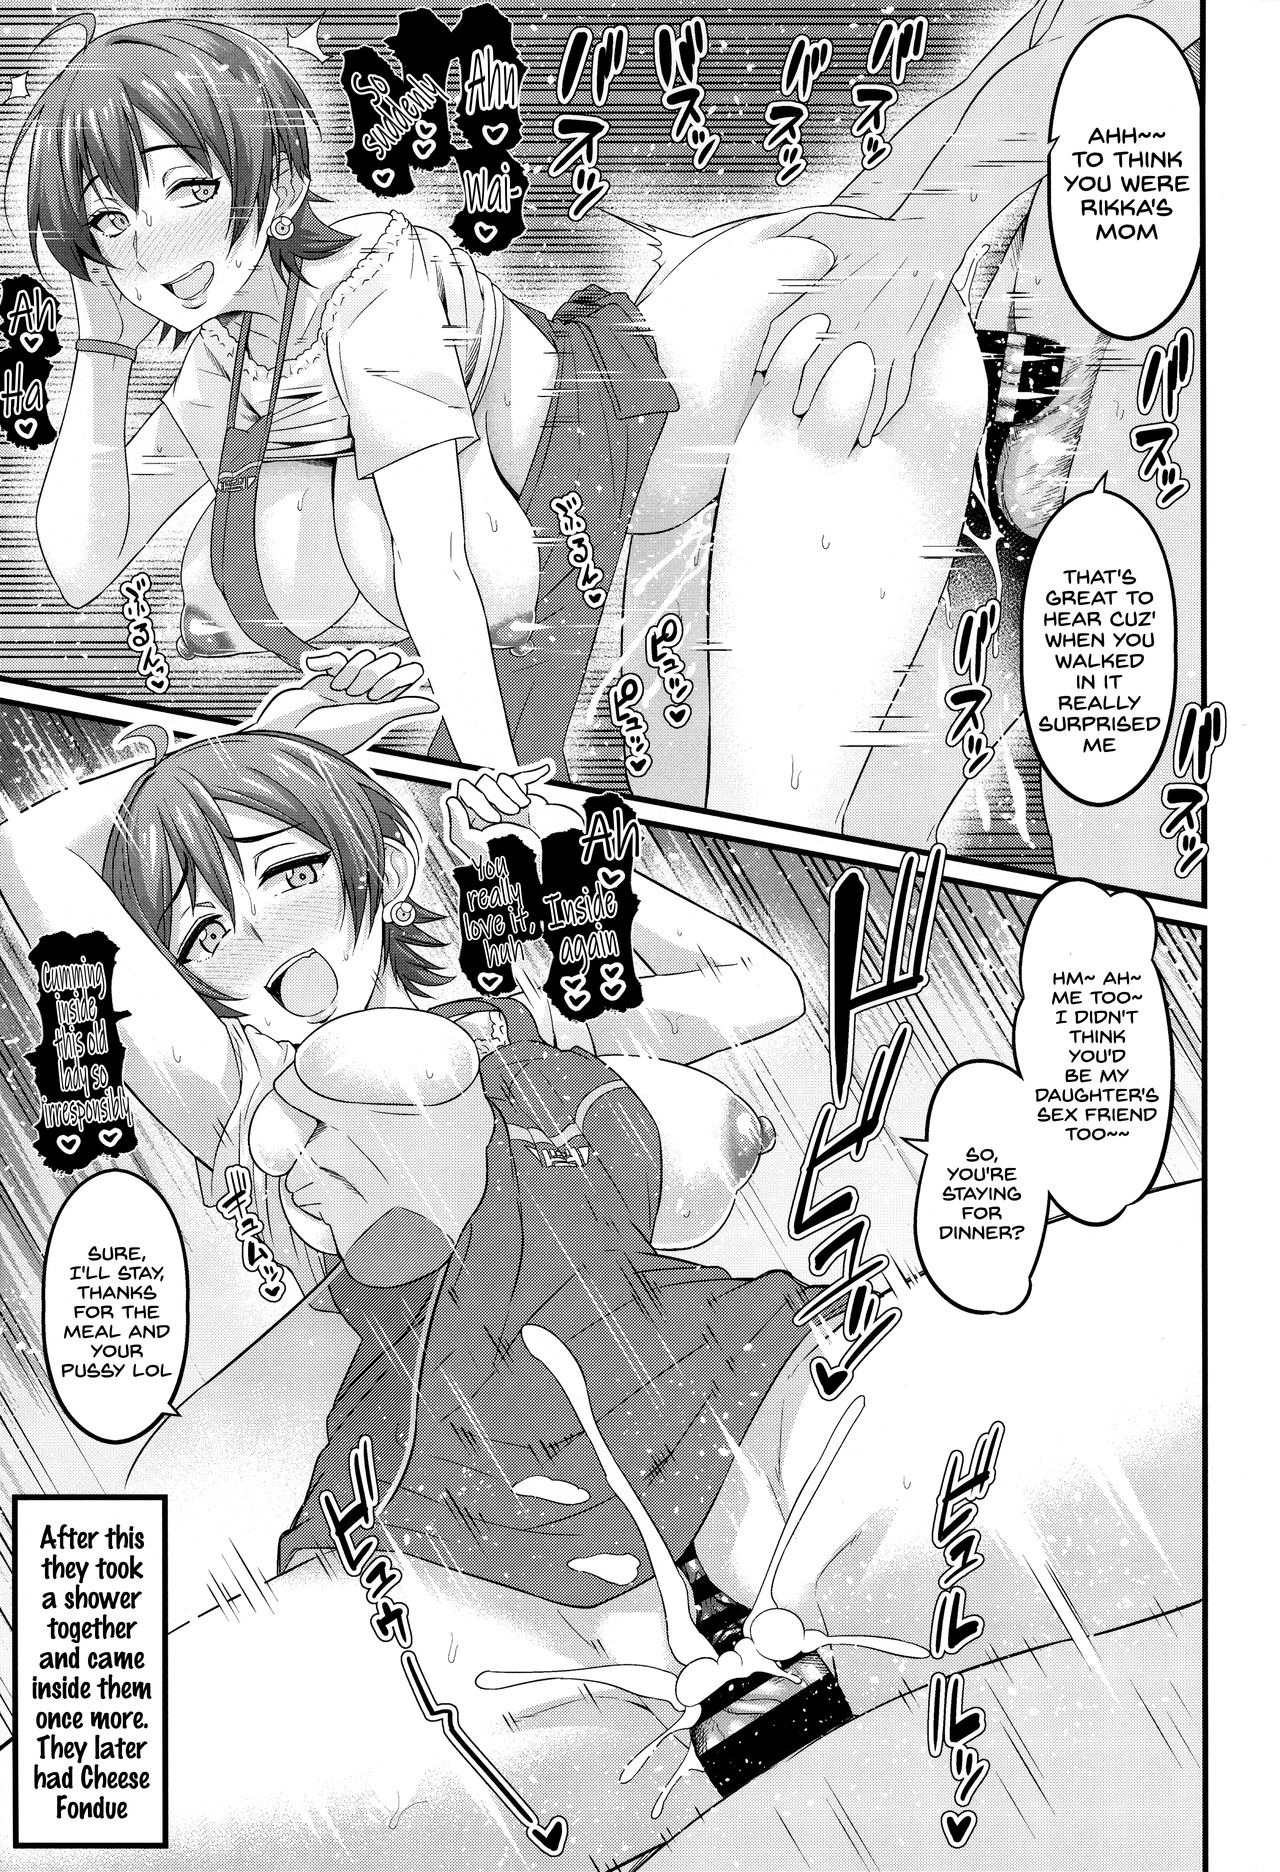 AHH~~
TO THINK
YOU WERE
RIKKA'S
MOM
Ahn
Wai-
So
suddenly
Ah
Ha
THAT'S
GREAT TO
HEAR CUZ'
WHEN YOU
WALKED
IN IT
REALLY
SURPRISED
ME
HM~ AH~
ME TOO~
I DIDN'T
THINK
YOU'D
BE MY
DAUGHTER'S
SEX FRIEND
TOO~~
SO,
YOU'RE
STAYING
FOR
DINNER?
Ah
Inside
again
You
really
love it,
huh
Cumming
inside
this old
lady so
irresponsibly
SURE,
I'LL STAY,
THANKS
FOR THE
MEAL AND
YOUR
PUSSY LOL
After this
they took
a shower
together
and came
inside them
once more.
They later
had Cheese
Fondue